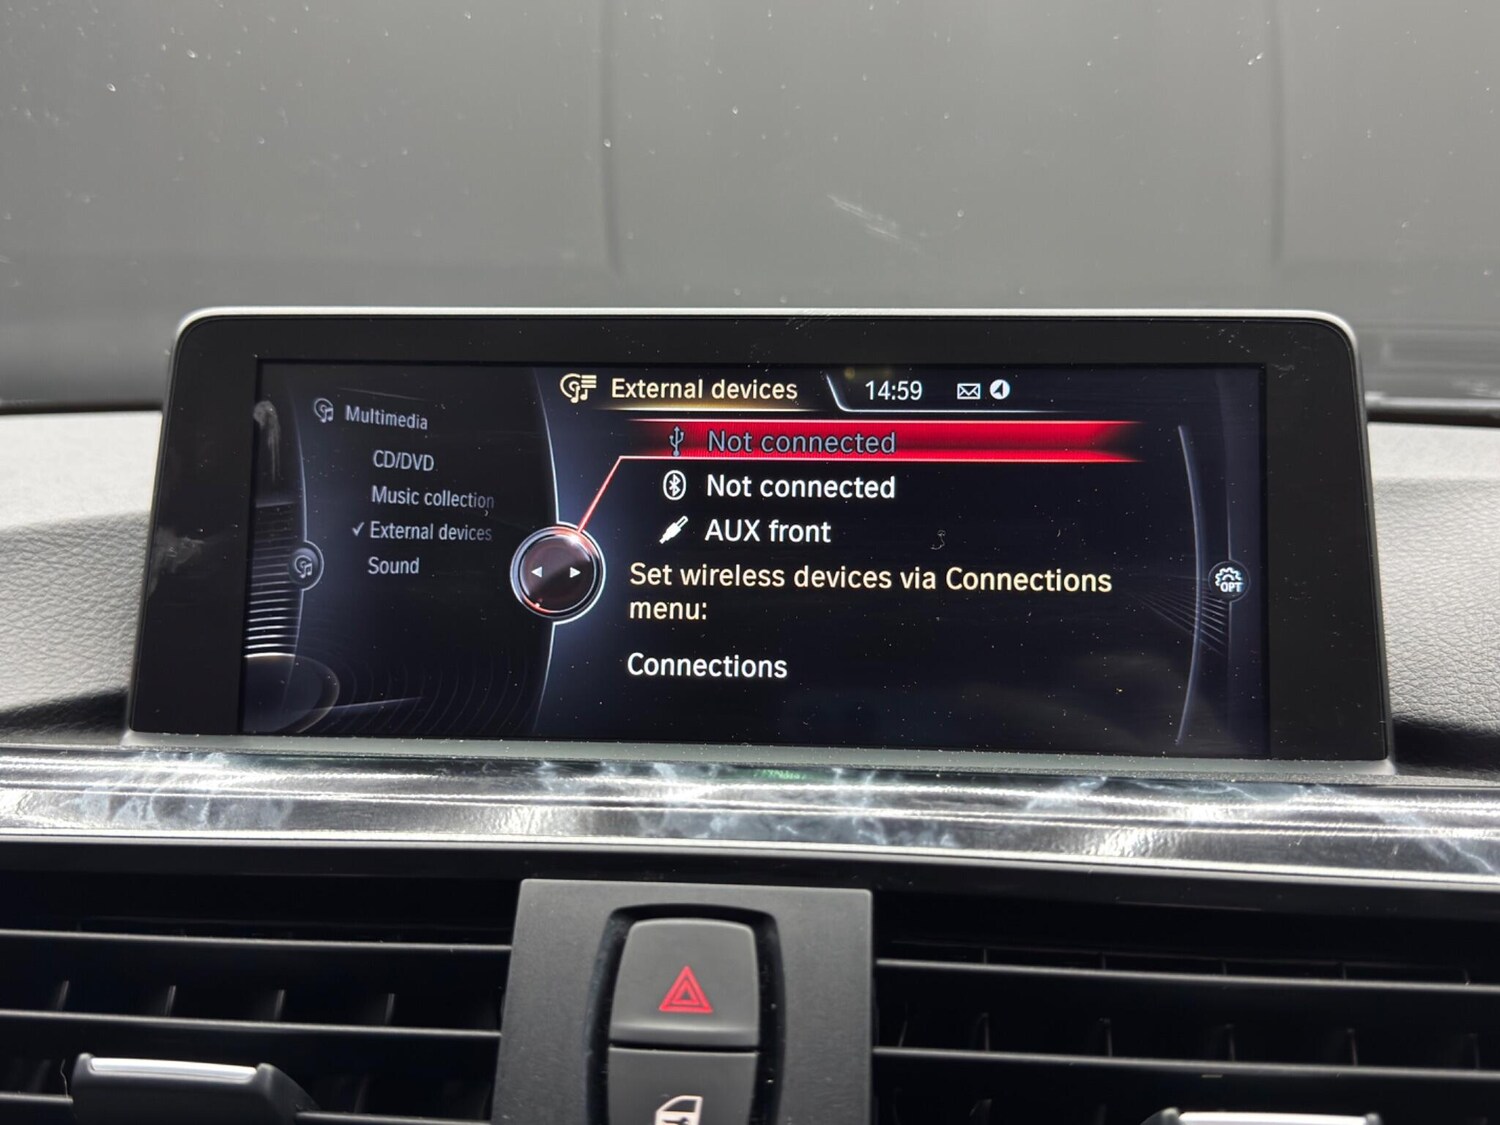 External devices 14:59
Multimedia
CD/DVD
Music collection
External devices
Sound
Not connected
Not connected
AUX front
Set wireless devices via Connections
menu:
Connections
OPT